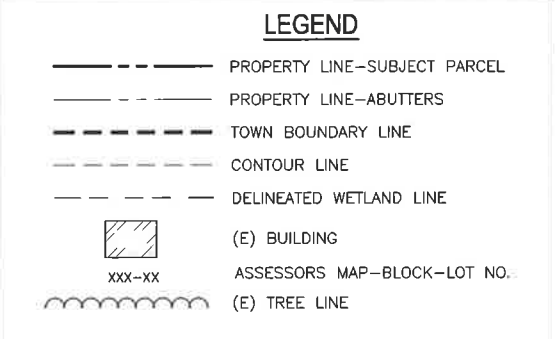 LEGEND
PROPERTY LINE-SUBJECT PARCEL
PROPERTY LINE-ABUTTERS
TOWN BOUNDARY LINE
CONTOUR LINE
DELINEATED WETLAND LINE
(E) BUILDING
XXX-XX ASSESSORS MAP-BLOCK-LOT NO.
(E) TREE LINE